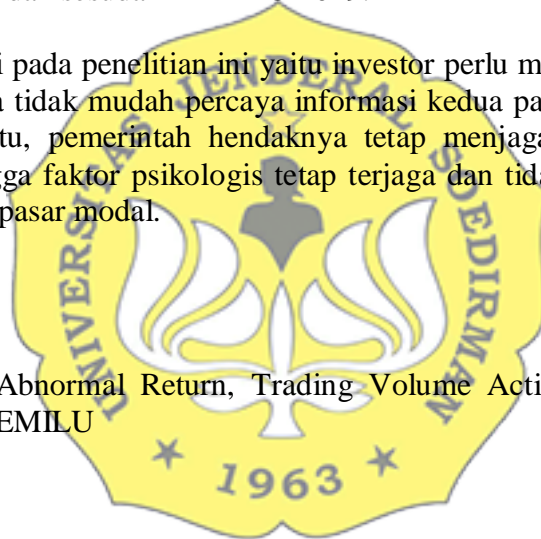 i pada penelitian ini yaitu investor perlu m
tidak mudah percaya informasi kedua pa
tu, pemerintah hendaknya tetap menjaga
gga faktor psikologis tetap terjaga dan tida
pasar modal.
UNIVERSITAS JENDERAL SOEDIRMAN
Abnormal Return, Trading Volume Acti
EMILU
1963